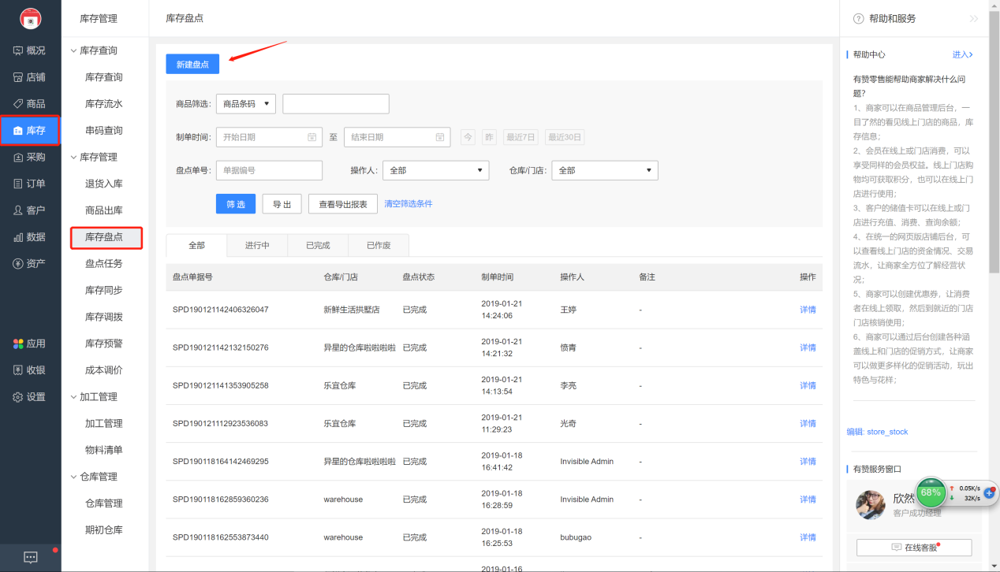 概况
店铺
商品
库存
采购
订单
客户
数据
资产
应用
收银
设置
库存管理
库存查询
库存查询
库存流水
串码查询
库存管理
退货入库
商品出库
库存盘点
盘点任务
库存同步
库存调拨
库存预警
成本调价
加工管理
加工管理
物料清单
仓库管理
仓库管理
期初仓库
库存盘点
新建盘点
商品筛选: 商品条码
制单时间: 开始日期 至 结束日期 今 昨 最近7日 最近30日
盘点单号: 单据编号 操作人: 全部 仓库/门店: 全部
筛 选 导 出 查看导出报表 清空筛选条件
全部 进行中 已完成 已作废
盘点单据号 仓库/门店 盘点状态 制单时间 操作人 备注 操作
SPD190121142406326047 新鲜生活拱墅店 已完成 2019-01-21 14:24:06 王婷 - 详情
SPD190121142132150276 异星的仓库啦啦啦啦 已完成 2019-01-21 14:21:32 愤青 - 详情
SPD190121141353905258 乐宜仓库 已完成 2019-01-21 14:13:54 李亮 - 详情
SPD190121112923536083 乐宜仓库 已完成 2019-01-21 11:29:23 光奇 - 详情
SPD190118164142469295 异星的仓库啦啦啦啦 已完成 2019-01-18 16:41:42 Invisible Admin - 详情
SPD190118162859360236 warehouse 已完成 2019-01-18 16:28:59 Invisible Admin - 详情
SPD190118162553873440 warehouse 已完成 2019-01-18 16:25:53 bubugao - 详情
2019-01-16
? 帮助和服务
帮助中心 进入>
有赞零售能帮助商家解决什么问
题?
1、商家可以在商品管理后台，一
目了然的看见线上门店的商品，库
存信息；
2、会员在线上或门店消费，可以
享受同样的会员权益。线上门店购
物均可获取积分，也可以在线上门
店进行使用；
3、客户的储值卡可以在线上或门
店进行充值、消费、查询余额；
4、在统一的网页版店铺后台，可
以查看线上门店的资金情况、交易
流水，让商家全方位了解经营状
况；
5、商家可以创建优惠券，让消费
者在线上领取，然后到就近的门店
门店核销使用；
6、商家可以通过后台创建各种涵
盖线上和门店的促销方式，让商家
可以做更多样化的促销活动，玩出
特色与花样；
编辑: store_stock
有赞服务窗口
欣然
客户成功经理
68%
0.05K/s
32K/s
在线客服